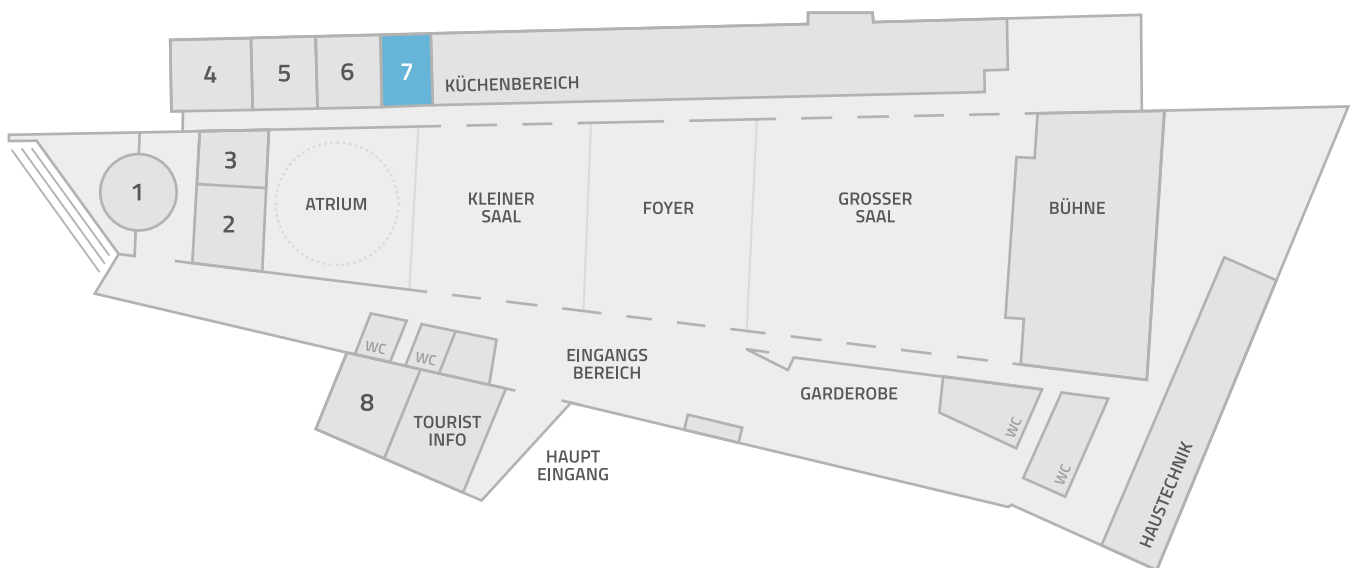 4
5
6
7
KÜCHENBEREICH
1
3
2
ATRIUM
KLEINER
SAAL
FOYER
GROSSER
SAAL
BÜHNE
WC
WC
8
TOURIST
INFO
EINGANGS
BEREICH
HAUPT
EINGANG
GARDEROBE
WC
WC
HAUSTECHNIK